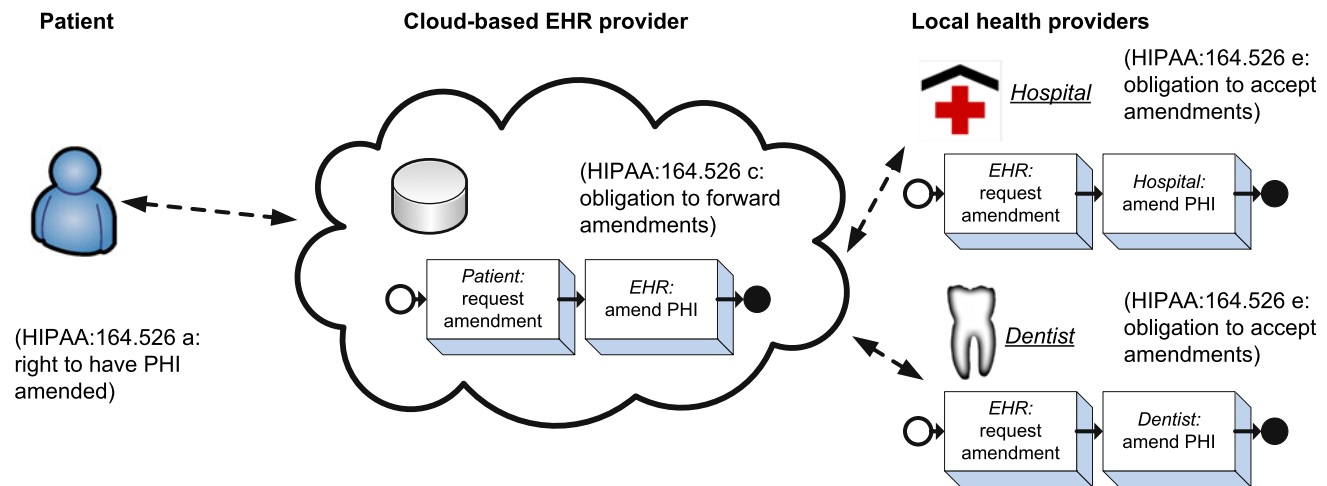 Patient
Cloud-based EHR provider
Local health providers
(HIPAA:164.526 a:
right to have PHI
amended)
(HIPAA:164.526 c:
obligation to forward
amendments)
Patient:
request
amendment
EHR:
amend PHI
Hospital
(HIPAA:164.526 e:
obligation to accept
amendments)
EHR:
request
amendment
Hospital:
amend PHI
Dentist
(HIPAA:164.526 e:
obligation to accept
amendments)
EHR:
request
amendment
Dentist:
amend PHI